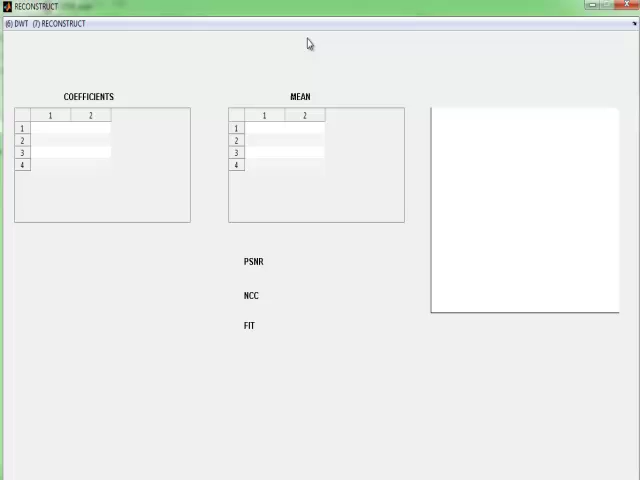 RECONSTRUCT
(6) DWT (7) RECONSTRUCT
COEFFICIENTS
1 2
1
2
3
4
MEAN
1 2
1
2
3
4
PSNR
NCC
FIT